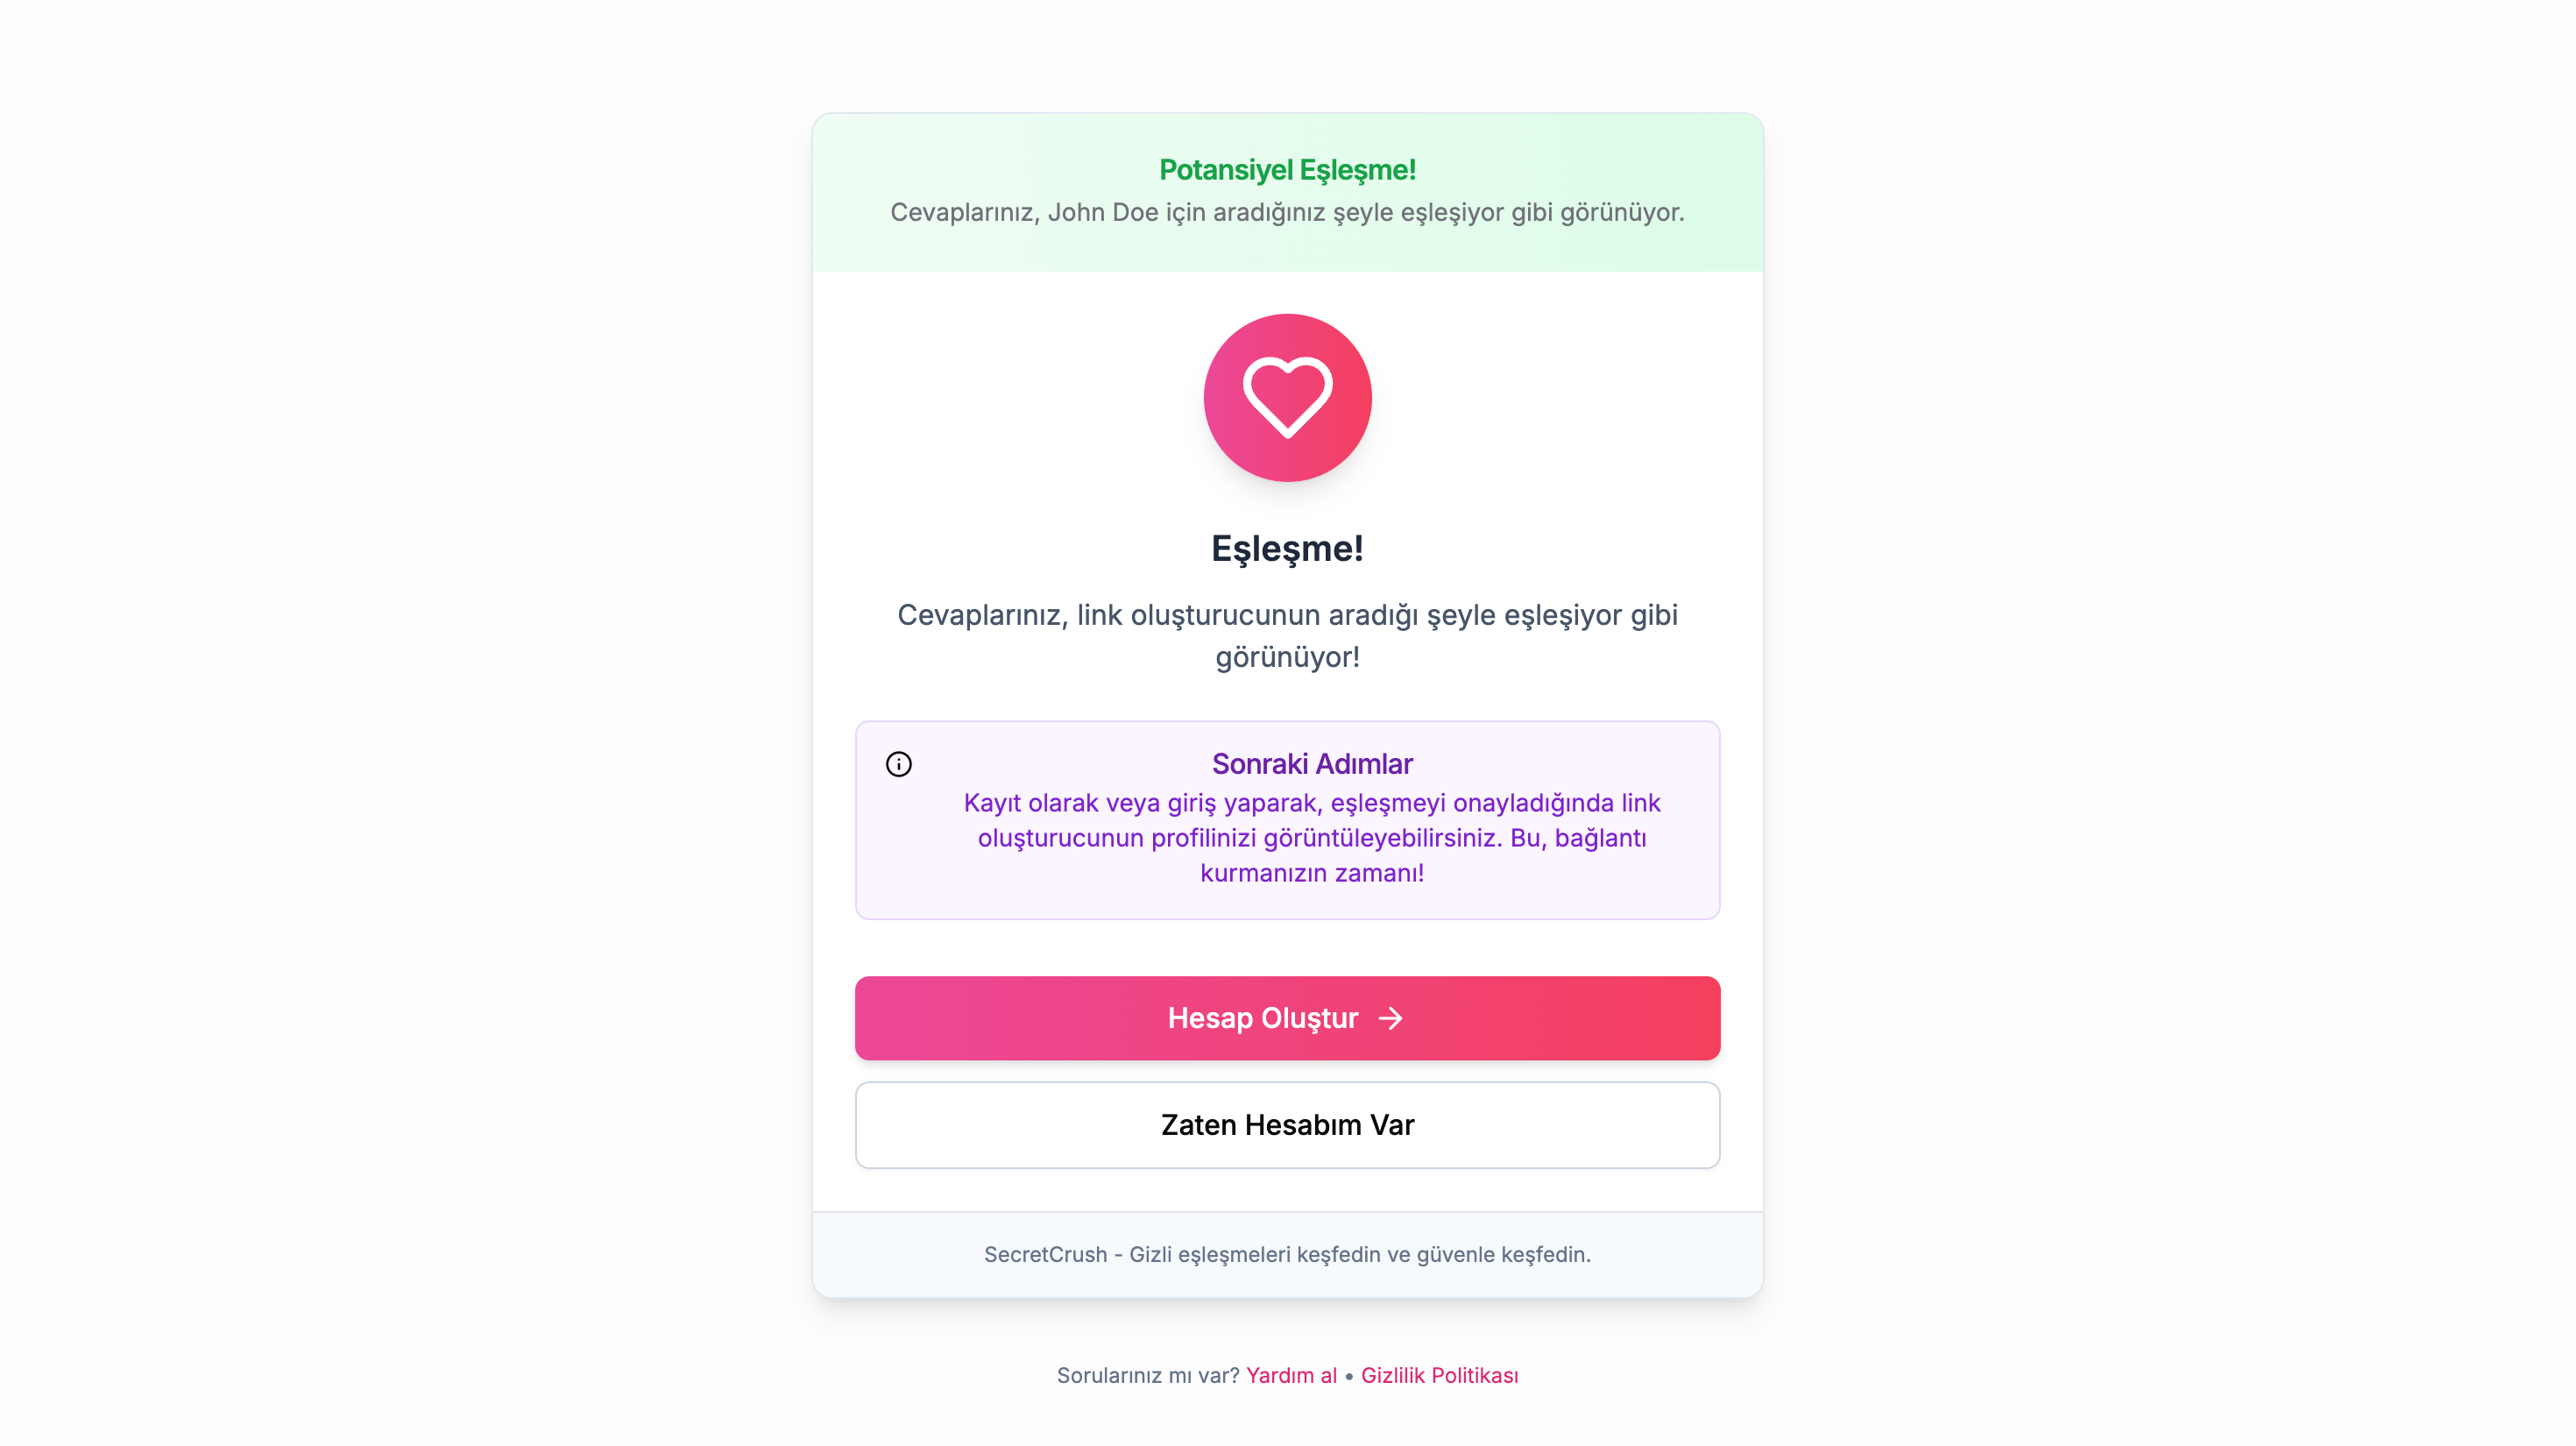 Potansiyel Eşleşme!
Cevaplarınız, John Doe için aradığınız şeyle eşleşiyor gibi görünüyor.
Eşleşme!
Cevaplarınız, link oluşturucunun aradığı şeyle eşleşiyor gibi
görünüyor!
Sonraki Adımlar
Kayıt olarak veya giriş yaparak, eşleşmeyi onayladığında link
oluşturucunun profilinizi görüntüleyebilirsiniz. Bu, bağlantı
kurmanızın zamanı!
Hesap Oluştur
Zaten Hesabım Var
SecretCrush - Gizli eşleşmeleri keşfedin ve güvenle keşfedin.
Sorularınız mı var? Yardım al • Gizlilik Politikası